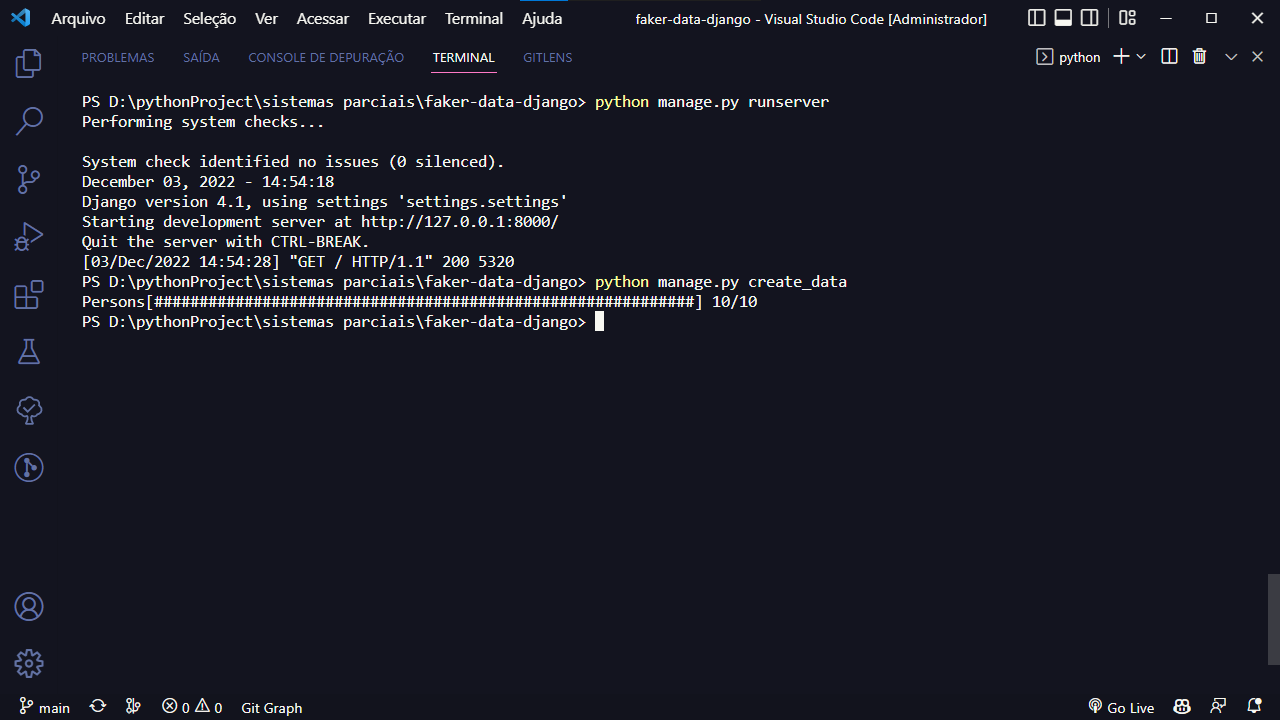 Arquivo Editar Seleção Ver Acessar Executar Terminal Ajuda faker-data-django - Visual Studio Code [Administrador]
PROBLEMAS SAÍDA CONSOLE DE DEPURAÇÃO TERMINAL GITLENS python
PS D:\pythonProject\sistemas parciais\faker-data-django> python manage.py runserver
Performing system checks...
System check identified no issues (0 silenced).
December 03, 2022 - 14:54:18
Django version 4.1, using settings 'settings.settings'
Starting development server at http://127.0.0.1:8000/
Quit the server with CTRL-BREAK.
[03/Dec/2022 14:54:28] "GET / HTTP/1.1" 200 5320
PS D:\pythonProject\sistemas parciais\faker-data-django> python manage.py create_data
Persons[############################################################] 10/10
PS D:\pythonProject\sistemas parciais\faker-data-django>
main 0 0 Git Graph Go Live